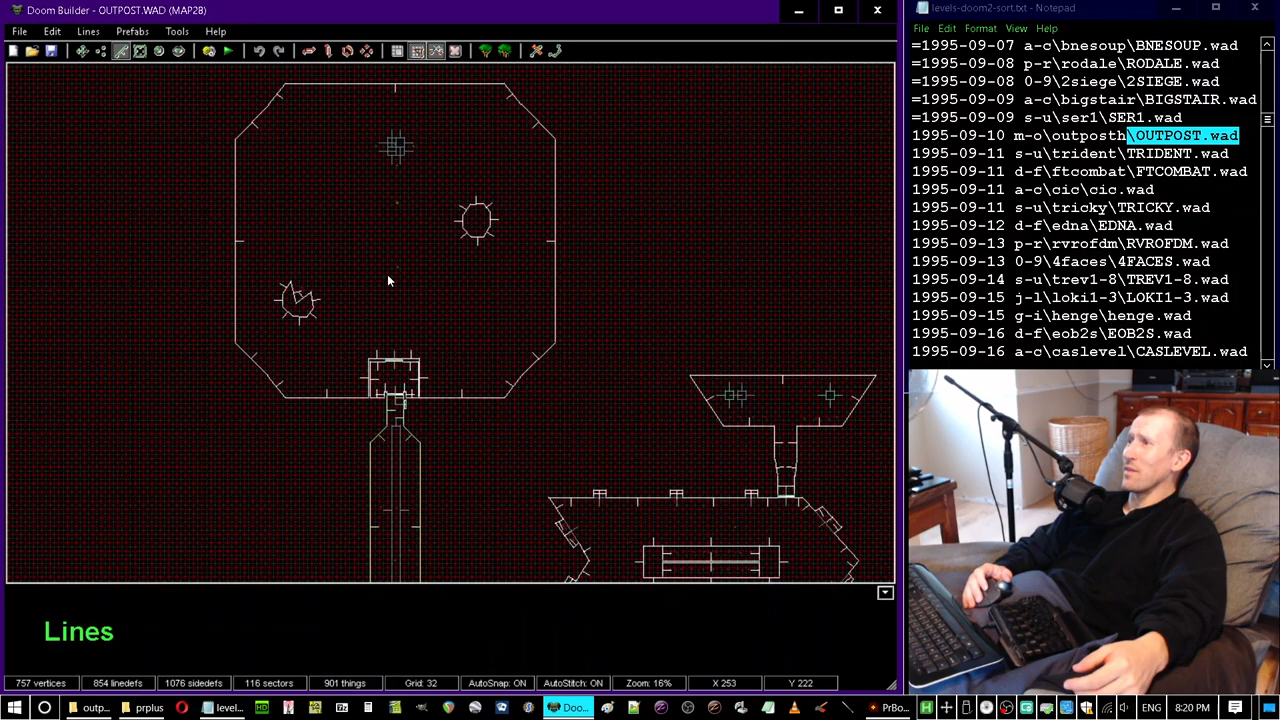 Doom Builder - OUTPOST.WAD (MAP28)
File Edit Lines Prefabs Tools Help
Lines
757 vertices 854 linedefs 1076 sidedefs 116 sectors 901 things Grid: 32 AutoSnap: ON AutoStitch: ON Zoom: 16% X 253 Y 222
levels-doom2-sort.txt - Notepad
File Edit Format View Help
=1995-09-07 a-c\bnesoup\BNESOUP.wad
=1995-09-08 p-r\rodale\RODALE.wad
=1995-09-08 0-9\2siege\2SIEGE.wad
=1995-09-09 a-c\bigstair\BIGSTAIR.wad
=1995-09-09 s-u\ser1\SER1.wad
1995-09-10 m-o\outposth\OUTPOST.wad
1995-09-11 s-u\trident\TRIDENT.wad
1995-09-11 d-f\ftcombat\FTCOMBAT.wad
1995-09-11 a-c\cic\cic.wad
1995-09-11 s-u\tricky\TRICKY.wad
1995-09-12 d-f\edna\EDNA.wad
1995-09-13 p-r\rvrofdm\RVROFDM.wad
1995-09-13 0-9\4faces\4FACES.wad
1995-09-14 s-u\trev1-8\TREV1-8.wad
1995-09-15 j-l\loki1-3\LOKI1-3.wad
1995-09-15 g-i\henge\henge.wad
1995-09-16 d-f\eob2s\EOB2S.wad
1995-09-16 a-c\caslevel\CASLEVEL.wad
outp... prplus level... Doo... PrBo... ENG 8:20 PM